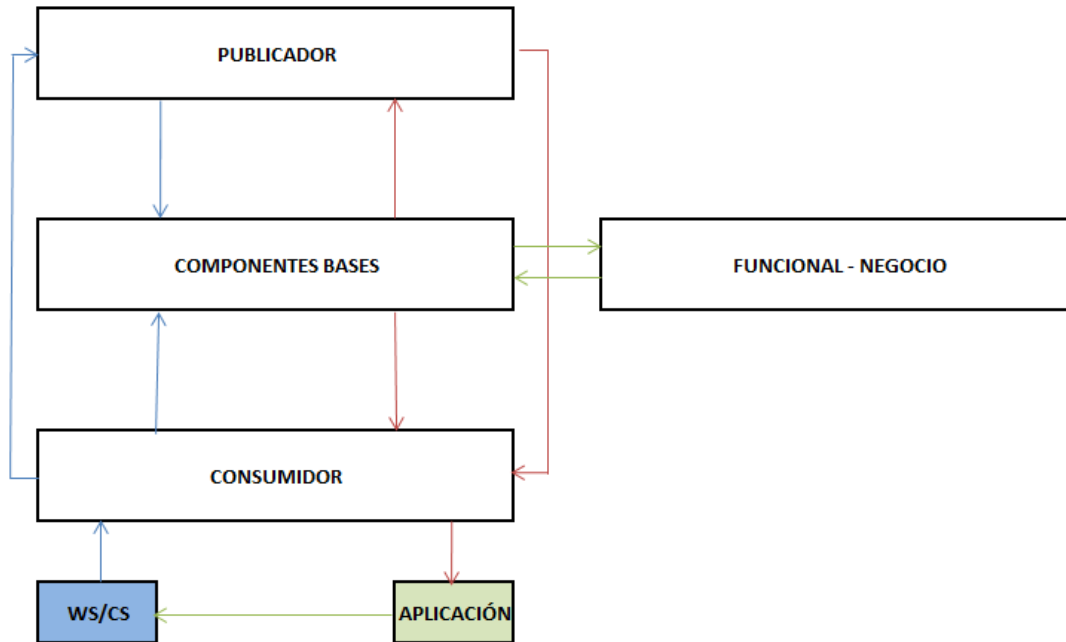 PUBLICADOR
COMPONENTES BASES
FUNCIONAL - NEGOCIO
CONSUMIDOR
WS/CS
APLICACIÓN